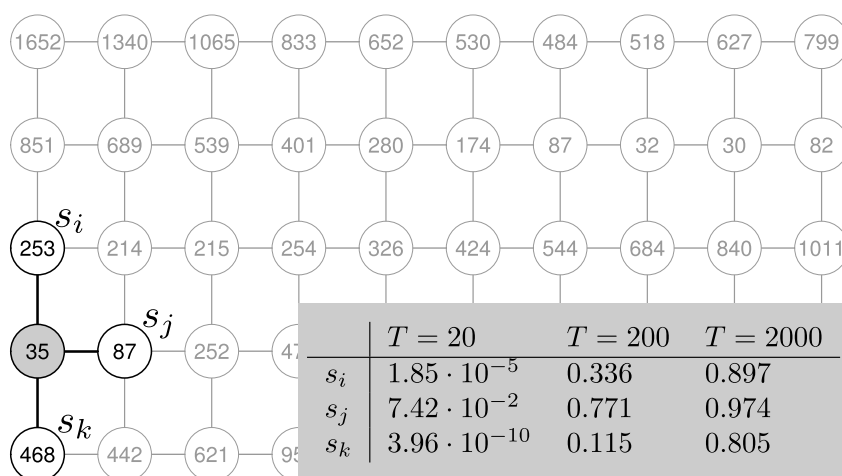 1652 1340 1065 833 652 530 484 518 627 799
851 689 539 401 280 174 87 32 30 82
s_i
253 214 215 254 326 424 544 684 840 1011
s_j
35 87 252
T = 20 T = 200 T = 2000
s_i 1.85 · 10^{-5} 0.336 0.897
s_j 7.42 · 10^{-2} 0.771 0.974
s_k 3.96 · 10^{-10} 0.115 0.805
s_k
468 442 621